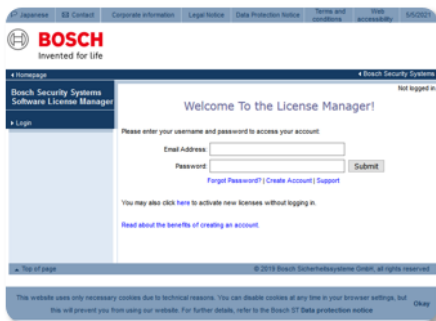 Japanese Contact Corporate information Legal Notice Data Protection Notice Terms and conditions Web accessibility 5/5/2021
BOSCH
Invented for life
Homepage Bosch Security Systems
Not logged in
Bosch Security Systems
Software License Manager
Login
Welcome To the License Manager!
Please enter your username and password to access your account:
Email Address:
Password: Submit
Forgot Password? | Create Account | Support
You may also click here to activate new licenses without logging in.
Read about the benefits of creating an account.
Top of page © 2019 Bosch Sicherheitssysteme GmbH, all rights reserved
This website uses only necessary cookies due to technical reasons. You can disable cookies at any time in your browser settings, but
this will prevent you from using our website. For further details, refer to the Bosch ST Data protection notice
Okay